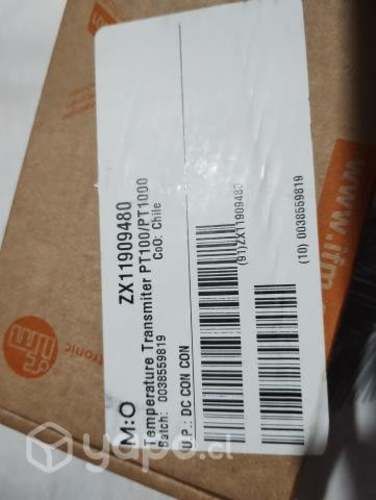 M:O ZX11909480
Temperature Transmiter PT100/PT1000
Batch: 0038559819 CoO: Chile
U.P.: DC CON CON
(91)ZX11909480
(10) 0038559819
ifm
electronic
www.ifm
yapo.cl